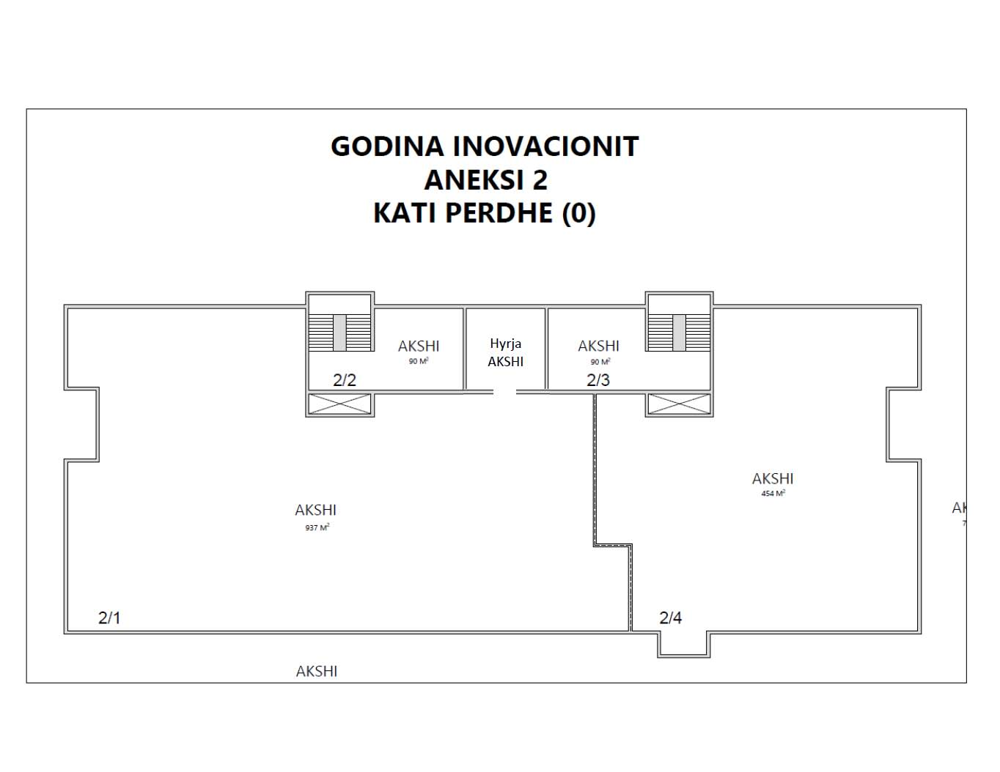 GODINA INOVACIONIT
ANEKSI 2
KATI PERDHE (0)
AKSHI
90 M²
2/2
Hyrja
AKSHI
AKSHI
90 M²
2/3
AKSHI
454 M²
AKSHI
937 M²
2/1
2/4
AKSHI